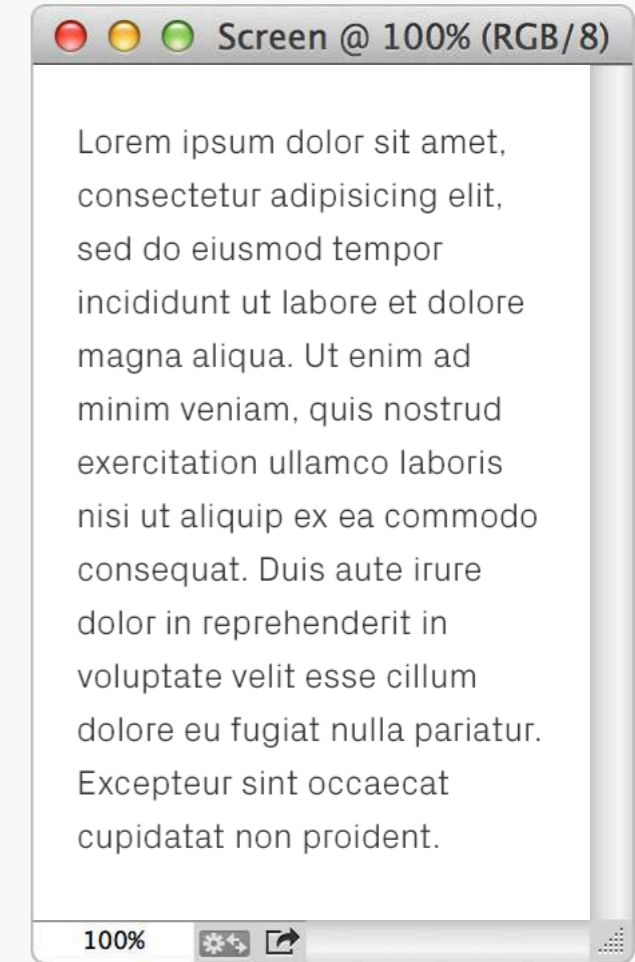 Screen @ 100% (RGB/8)
Lorem ipsum dolor sit amet,
consectetur adipisicing elit,
sed do eiusmod tempor
incididunt ut labore et dolore
magna aliqua. Ut enim ad
minim veniam, quis nostrud
exercitation ullamco laboris
nisi ut aliquip ex ea commodo
consequat. Duis aute irure
dolor in reprehenderit in
voluptate velit esse cillum
dolore eu fugiat nulla pariatur.
Excepteur sint occaecat
cupidatat non proident.
100%